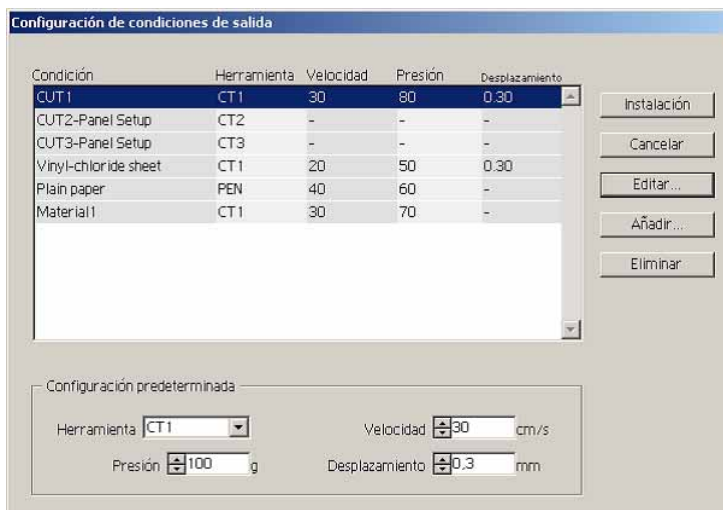 Configuración de condiciones de salida
Condición Herramienta Velocidad Presión Desplazamiento
CUT1 CT1 30 80 0.30
CUT2-Panel Setup CT2 - - -
CUT3-Panel Setup CT3 - - -
Vinyl-chloride sheet CT1 20 50 0.30
Plain paper PEN 40 60 -
Material1 CT1 30 70 -
Instalación
Cancelar
Editar...
Añadir...
Eliminar
Configuración predeterminada
Herramienta CT1 Velocidad 30 cm/s
Presión 100 g Desplazamiento 0,3 mm